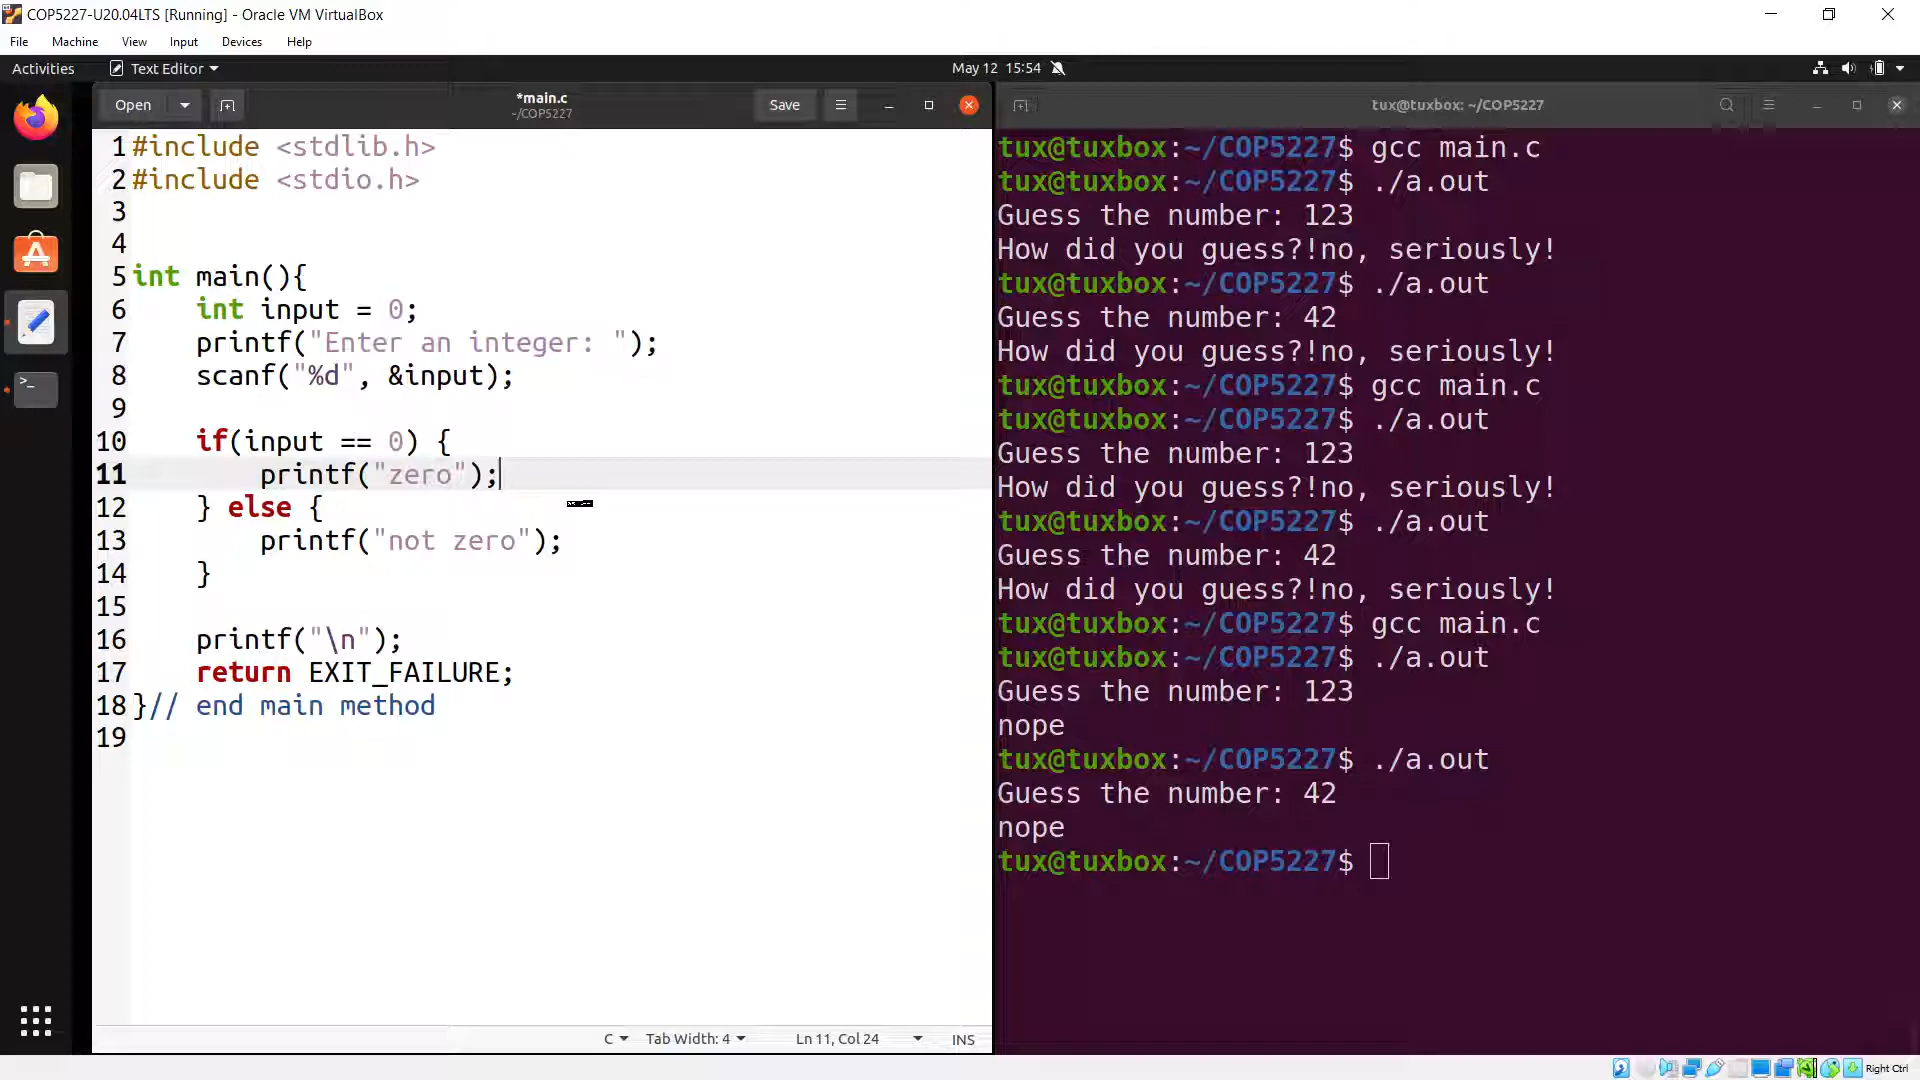 COP5227-U20.04LTS [Running] - Oracle VM VirtualBox
File Machine View Input Devices Help
Activities Text Editor May 12 15:54
Open *main.c Save
~/COP5227
1 #include <stdlib.h>
2 #include <stdio.h>
3
4
5 int main(){
6     int input = 0;
7     printf("Enter an integer: ");
8     scanf("%d", &input);
9
10     if(input == 0) {
11         printf("zero");
12     } else {
13         printf("not zero");
14     }
15
16     printf("\n");
17     return EXIT_FAILURE;
18 }// end main method
19
C Tab Width: 4 Ln 11, Col 24 INS
tux@tuxbox: ~/COP5227
tux@tuxbox:~/COP5227$ gcc main.c
tux@tuxbox:~/COP5227$ ./a.out
Guess the number: 123
How did you guess?!no, seriously!
tux@tuxbox:~/COP5227$ ./a.out
Guess the number: 42
How did you guess?!no, seriously!
tux@tuxbox:~/COP5227$ gcc main.c
tux@tuxbox:~/COP5227$ ./a.out
Guess the number: 123
How did you guess?!no, seriously!
tux@tuxbox:~/COP5227$ ./a.out
Guess the number: 42
How did you guess?!no, seriously!
tux@tuxbox:~/COP5227$ gcc main.c
tux@tuxbox:~/COP5227$ ./a.out
Guess the number: 123
nope
tux@tuxbox:~/COP5227$ ./a.out
Guess the number: 42
nope
tux@tuxbox:~/COP5227$
Right Ctrl